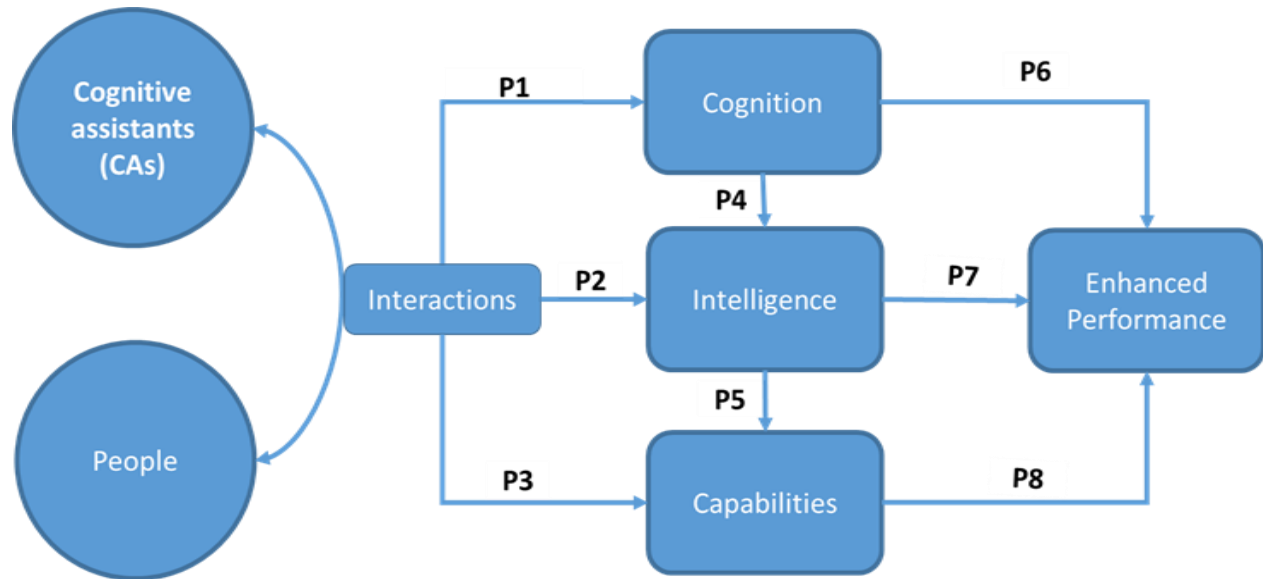 Cognitive
assistants
(CAs)
People
Interactions
P1
P2
P3
Cognition
P4
Intelligence
P5
Capabilities
P6
P7
P8
Enhanced
Performance